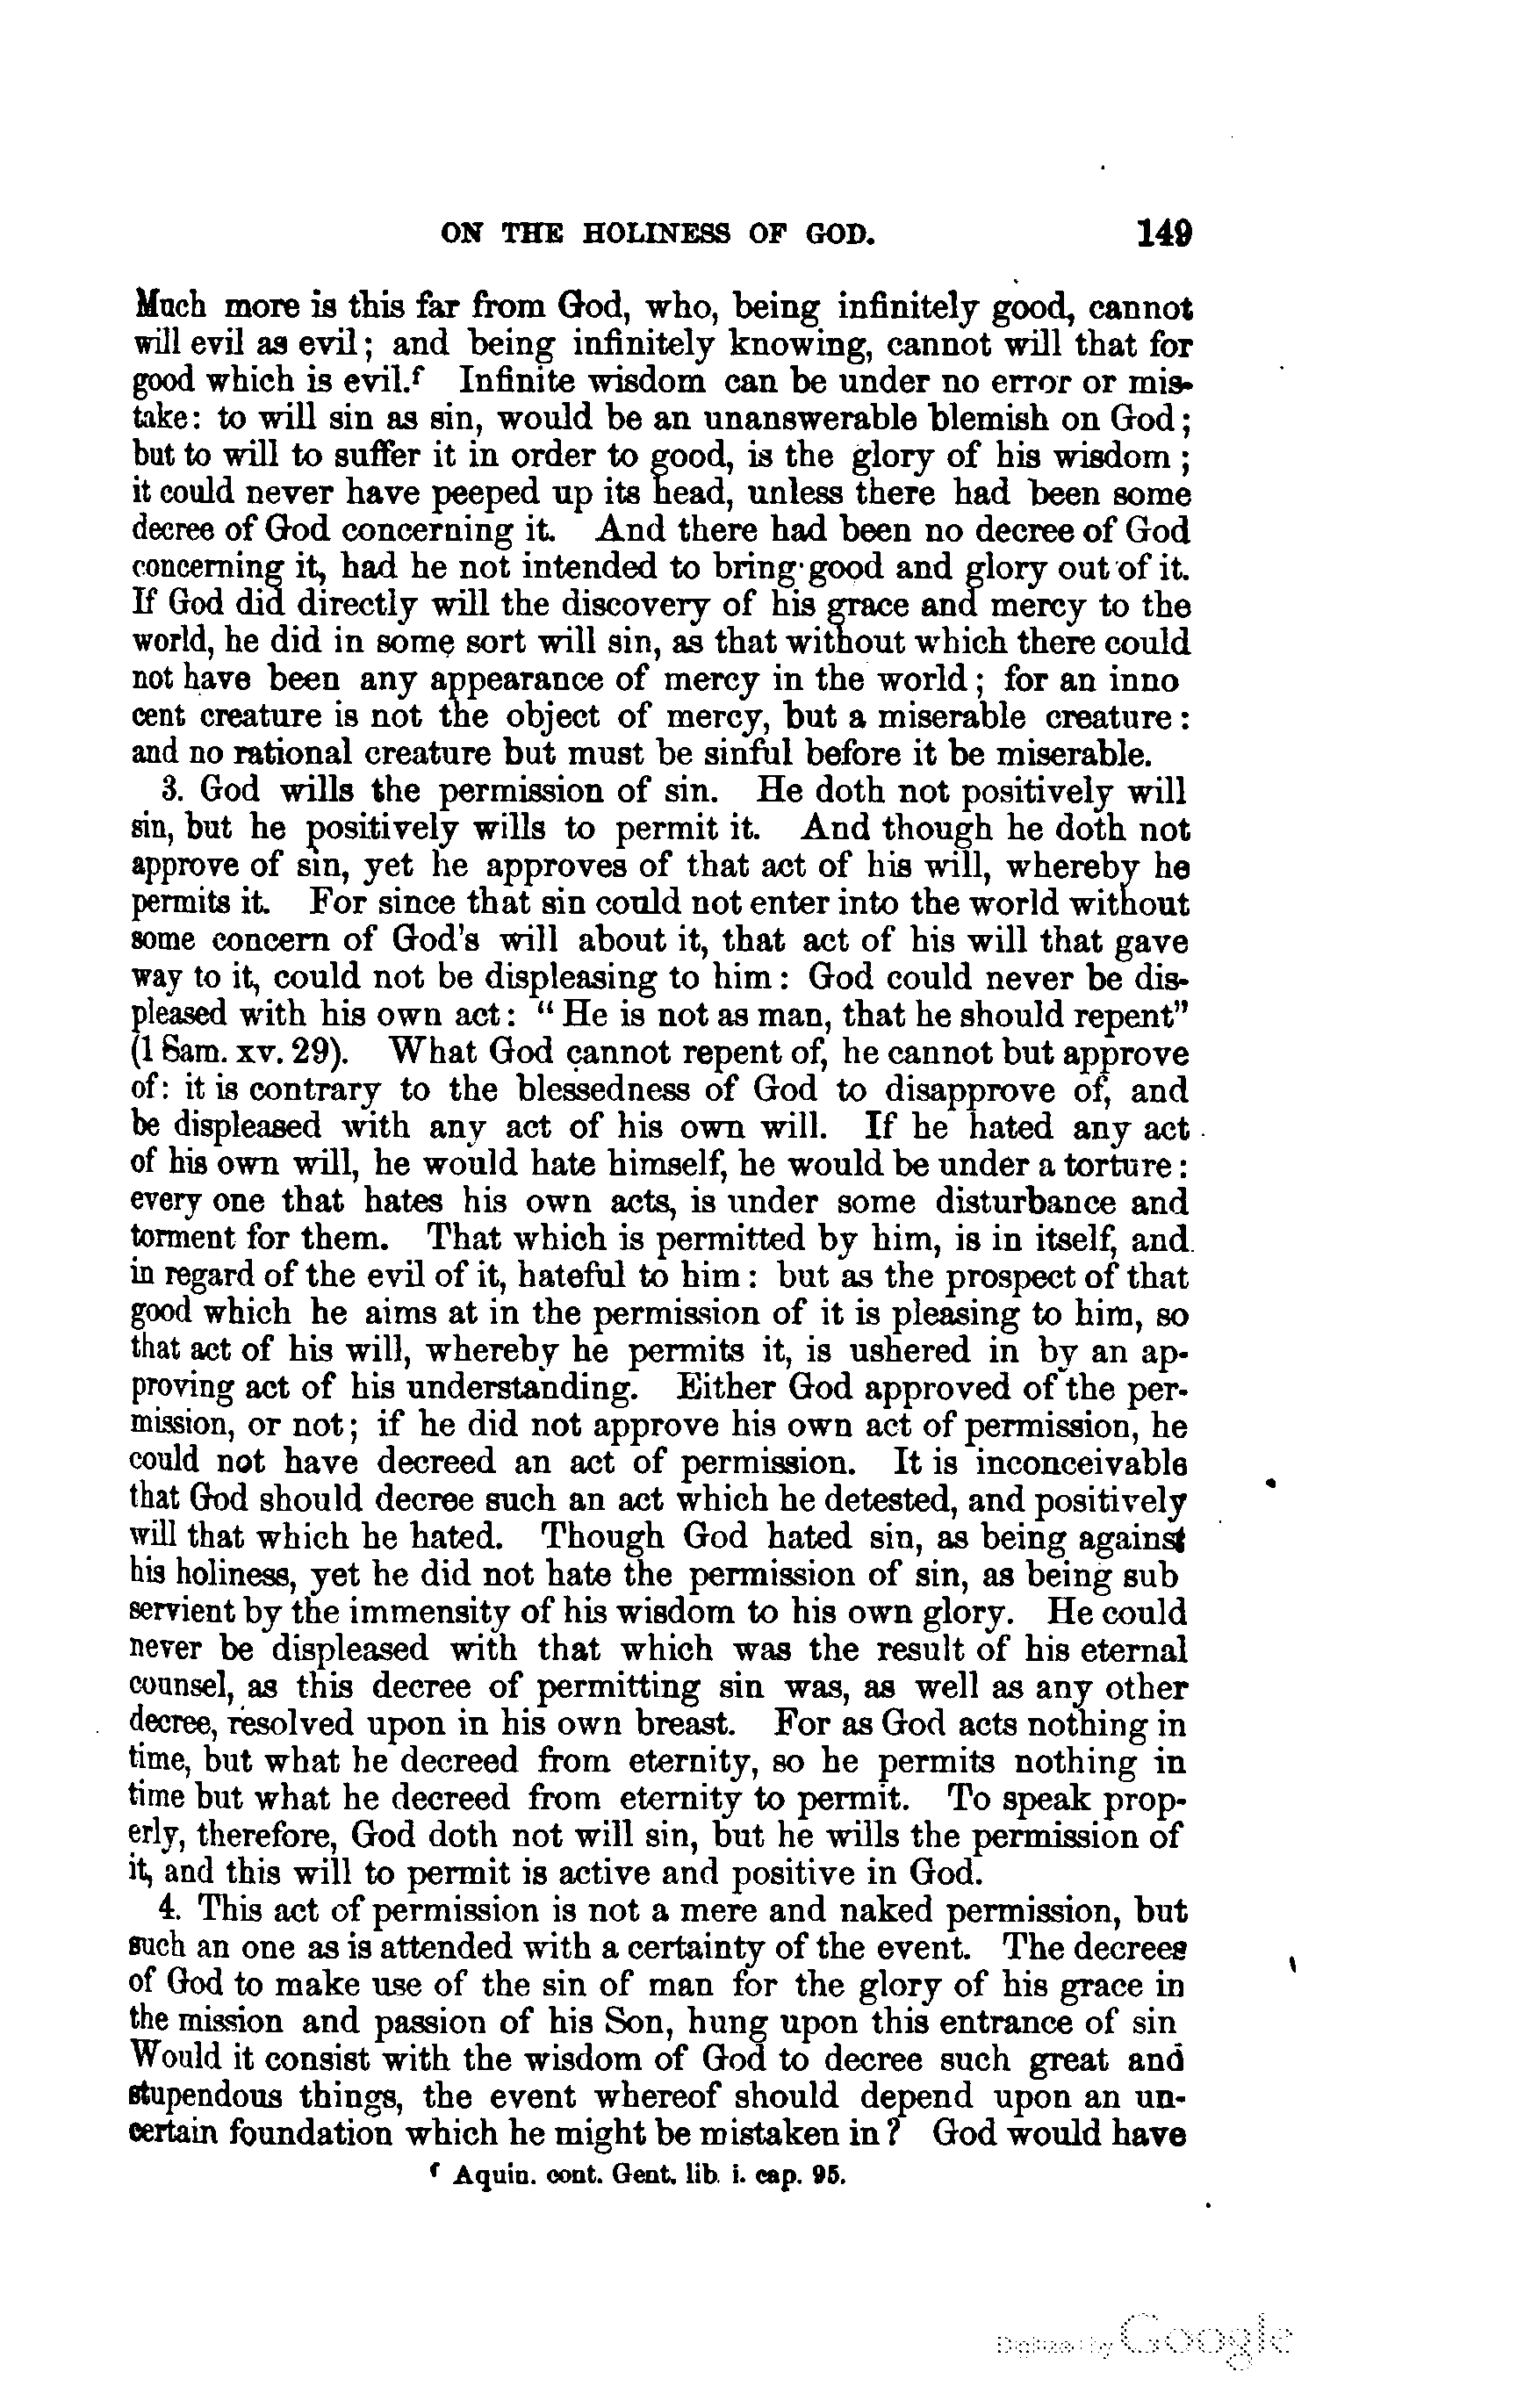 ON THE HOLINESS OF GOD. 149
Much more is this far from God, who, being infinitely good, cannot
will evil as evil; and being infinitely knowing, cannot will that for
good which is evil.f Infinite wisdom can be under no error or mis-
take: to will sin as sin, would be an unanswerable blemish on God;
but to will to suffer it in order to good, is the glory of his wisdom;
it could never have peeped up its head, unless there had been some
decree of God concerning it. And there had been no decree of God
concerning it, had he not intended to bring good and glory out of it.
If God did directly will the discovery of his grace and mercy to the
world, he did in some sort will sin, as that without which there could
not have been any appearance of mercy in the world; for an inno
cent creature is not the object of mercy, but a miserable creature:
and no rational creature but must be sinful before it be miserable.
3. God wills the permission of sin. He doth not positively will
sin, but he positively wills to permit it. And though he doth not
approve of sin, yet he approves of that act of his will, whereby he
permits it. For since that sin could not enter into the world without
some concern of God's will about it, that act of his will that gave
way to it, could not be displeasing to him: God could never be dis-
pleased with his own act: "He is not as man, that he should repent"
(1 Sam. xv. 29). What God cannot repent of, he cannot but approve
of: it is contrary to the blessedness of God to disapprove of, and
be displeased with any act of his own will. If he hated any act
of his own will, he would hate himself, he would be under a torture:
every one that hates his own acts, is under some disturbance and
torment for them. That which is permitted by him, is in itself, and
in regard of the evil of it, hateful to him: but as the prospect of that
good which he aims at in the permission of it is pleasing to him, so
that act of his will, whereby he permits it, is ushered in by an ap-
proving act of his understanding. Either God approved of the per-
mission, or not; if he did not approve his own act of permission, he
could not have decreed an act of permission. It is inconceivable
that God should decree such an act which he detested, and positively
will that which he hated. Though God hated sin, as being against
his holiness, yet he did not hate the permission of sin, as being sub
servient by the immensity of his wisdom to his own glory. He could
never be displeased with that which was the result of his eternal
counsel, as this decree of permitting sin was, as well as any other
decree, resolved upon in his own breast. For as God acts nothing in
time, but what he decreed from eternity, so he permits nothing in
time but what he decreed from eternity to permit. To speak prop-
erly, therefore, God doth not will sin, but he wills the permission of
it, and this will to permit is active and positive in God.
4. This act of permission is not a mere and naked permission, but
such an one as is attended with a certainty of the event. The decrees
of God to make use of the sin of man for the glory of his grace in
the mission and passion of his Son, hung upon this entrance of sin
Would it consist with the wisdom of God to decree such great and
stupendous things, the event whereof should depend upon an un-
certain foundation which he might be mistaken in? God would have
f Aquin. cont. Gent. lib. i. cap. 95.
Digitized by Google